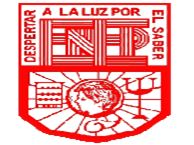 DESPERTAR A LA LUZ POR EL SABER
ENP